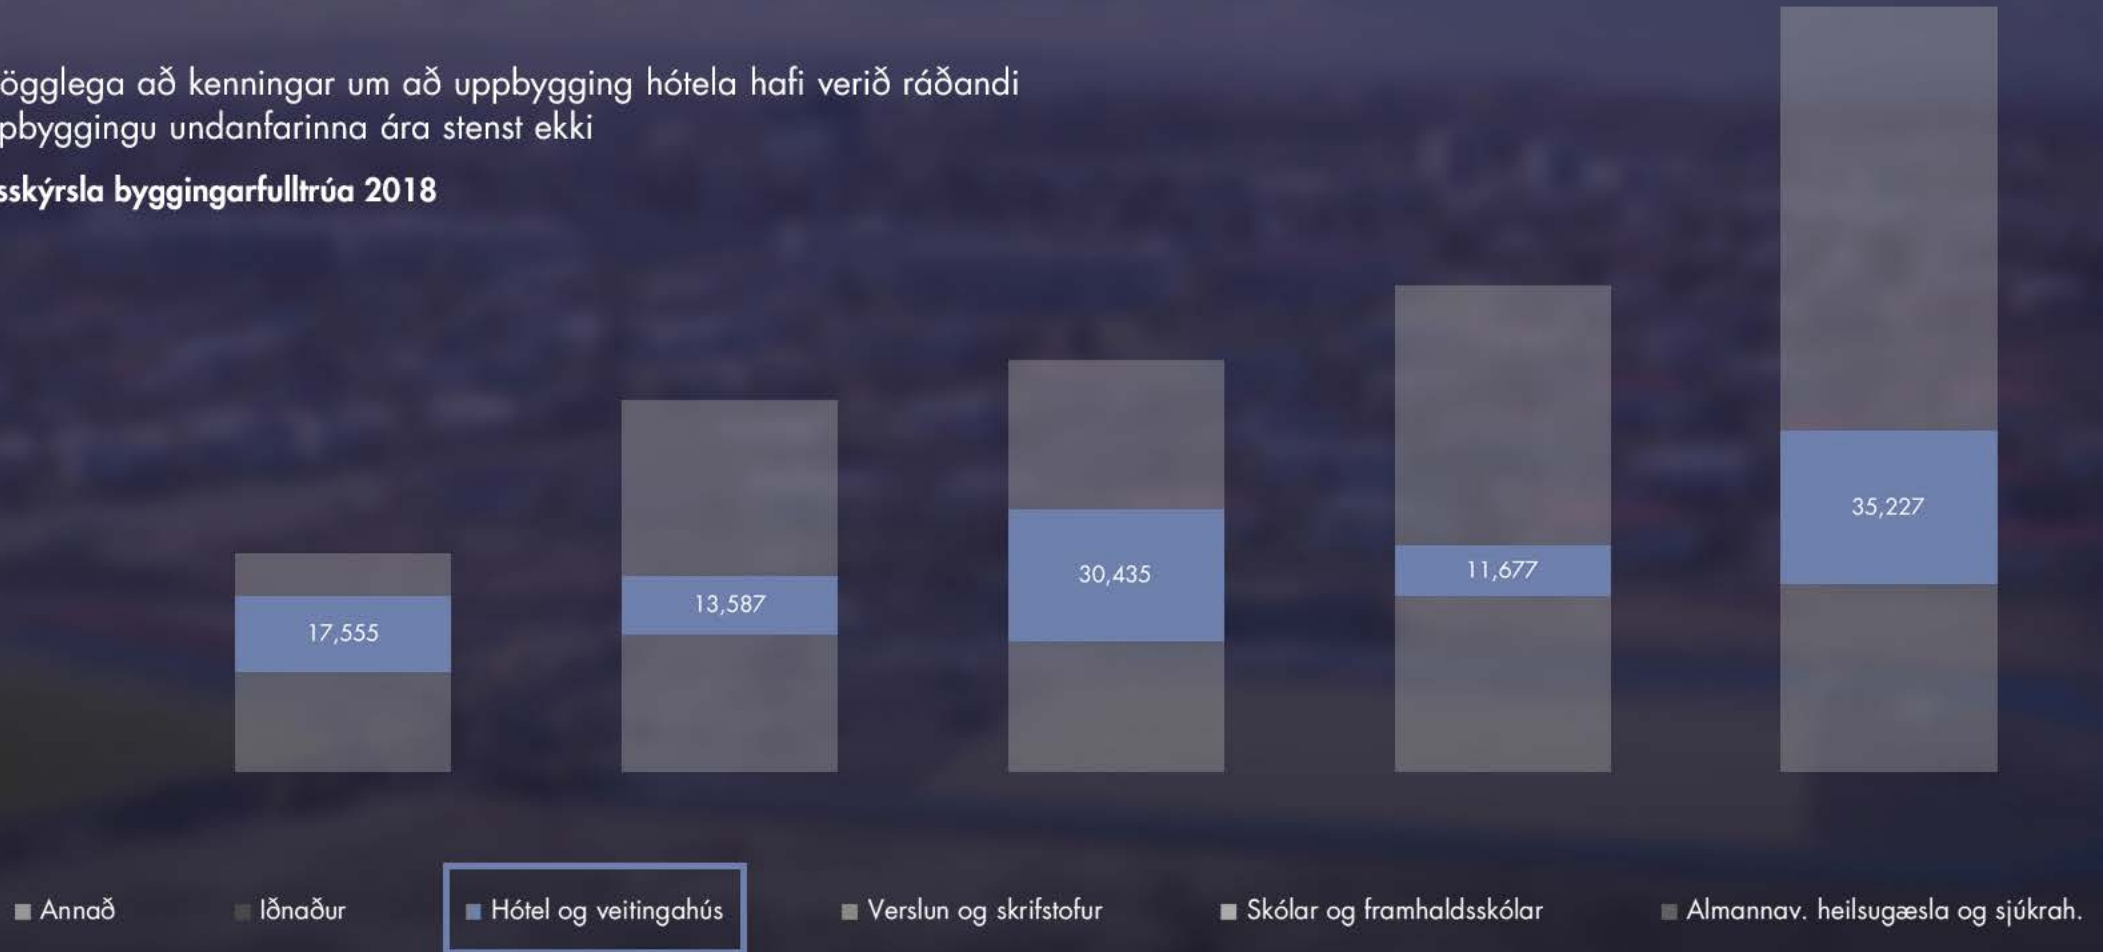 ögglega að kenningar um að uppbygging hótela hafi verið ráðandi
pbyggingu undanfarinna ára stenst ekki
sskýrsla byggingarfulltrúa 2018
35,227
11,677
30,435
13,587
17,555
Annað
Iðnaður
Hótel og veitingahús
Verslun og skrifstofur
Skólar og framhaldsskólar
Almannav. heilsugæsla og sjúkrah.